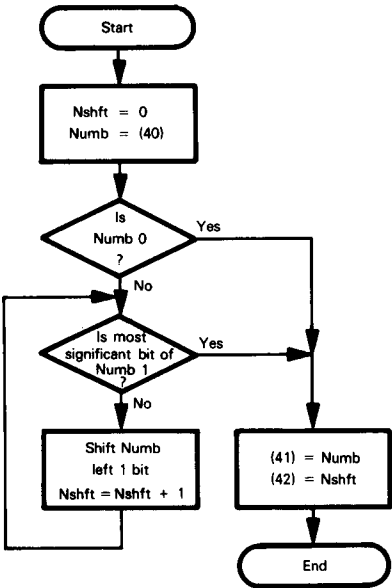 Start
Nshft = 0
Numb = (40)
Is
Numb 0
?
Yes
No
Is most
significant bit of
Numb 1
?
Yes
No
Shift Numb
left 1 bit
Nshft = Nshft + 1
(41) = Numb
(42) = Nshft
End